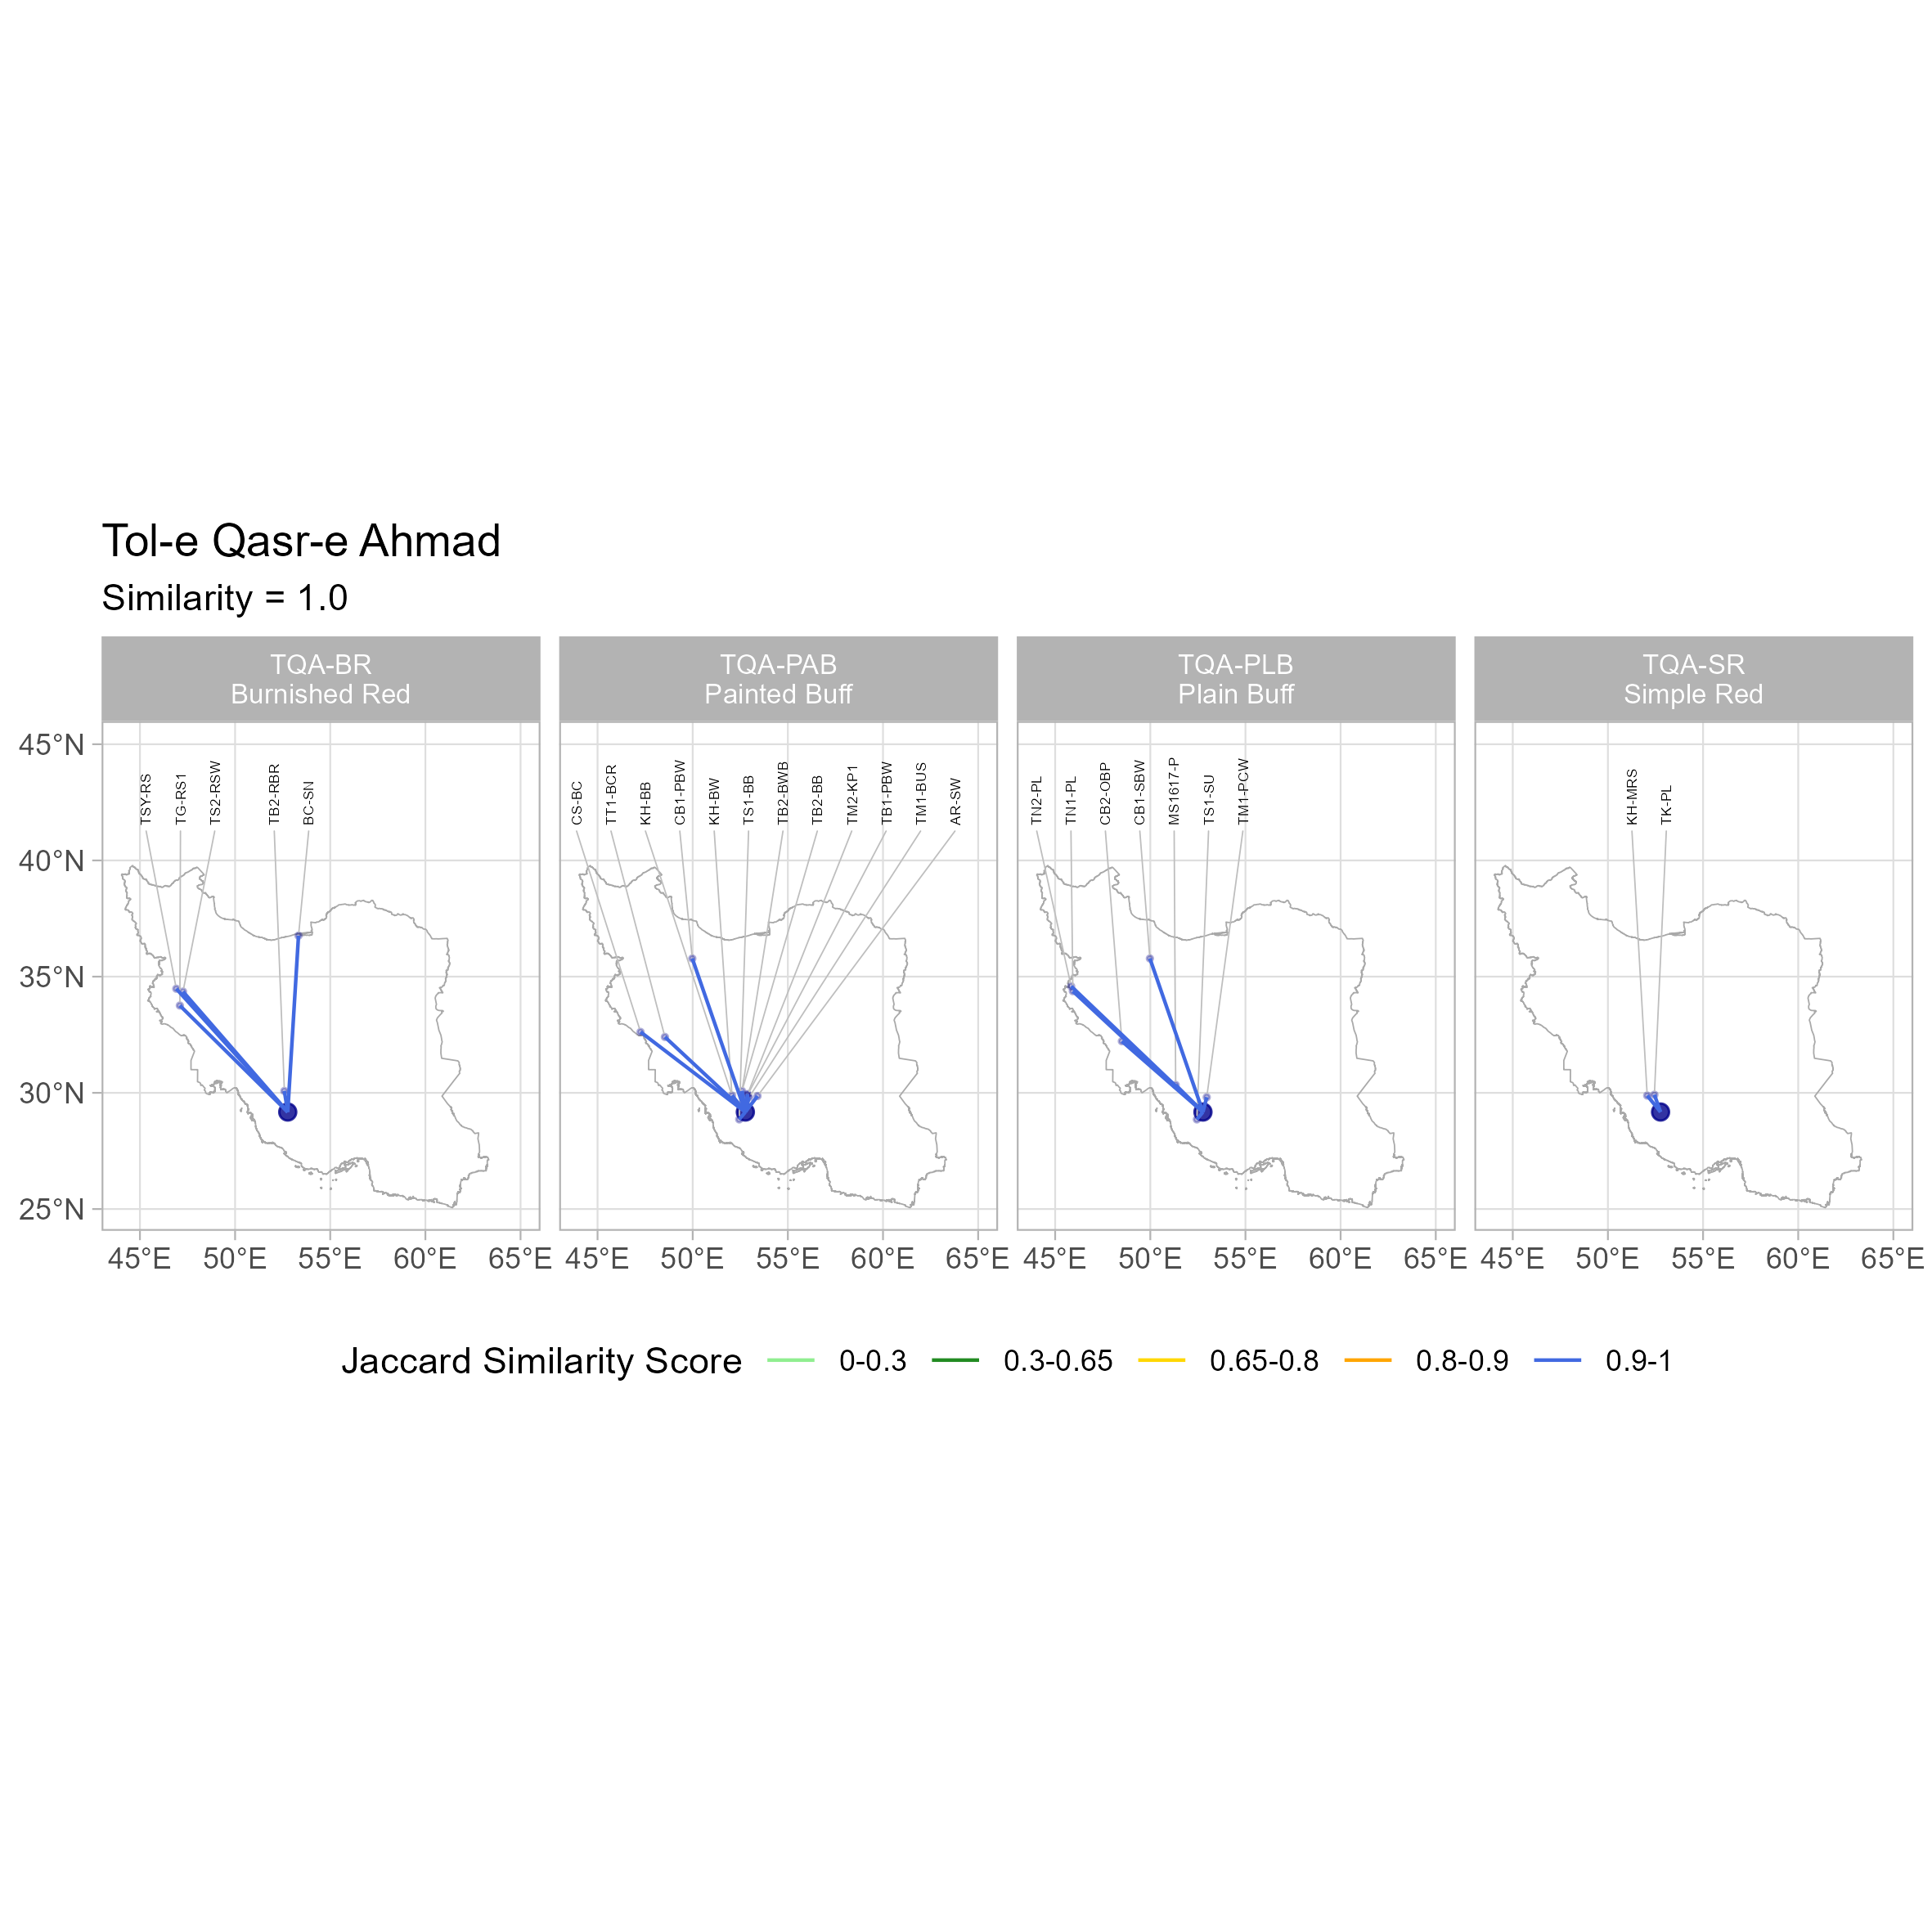 Tol-e Qasr-e Ahmad
Similarity = 1.0
TQA-BR
Burnished Red
TQA-PAB
Painted Buff
TQA-PLB
Plain Buff
TQA-SR
Simple Red
45°N
40°N
35°N
30°N
25°N
TSY-RS
TG-RS1
TS2-RSW
TB2-RBR
BC-SN
CS-BC
TT1-BCR
KH-BB
CB1-PBW
KH-BW
TS1-BB
TB2-BWB
TB2-BB
TM2-KP1
TB1-PBW
TM1-BUS
AR-SW
TN2-PL
TN1-PL
CB2-OBP
CB1-SBW
MS1617-P
TS1-SU
TM1-PCW
KH-MRS
TK-PL
45°E 50°E 55°E 60°E 65°E
45°E 50°E 55°E 60°E 65°E
45°E 50°E 55°E 60°E 65°E
45°E 50°E 55°E 60°E 65°E
Jaccard Similarity Score 0-0.3 0.3-0.65 0.65-0.8 0.8-0.9 0.9-1